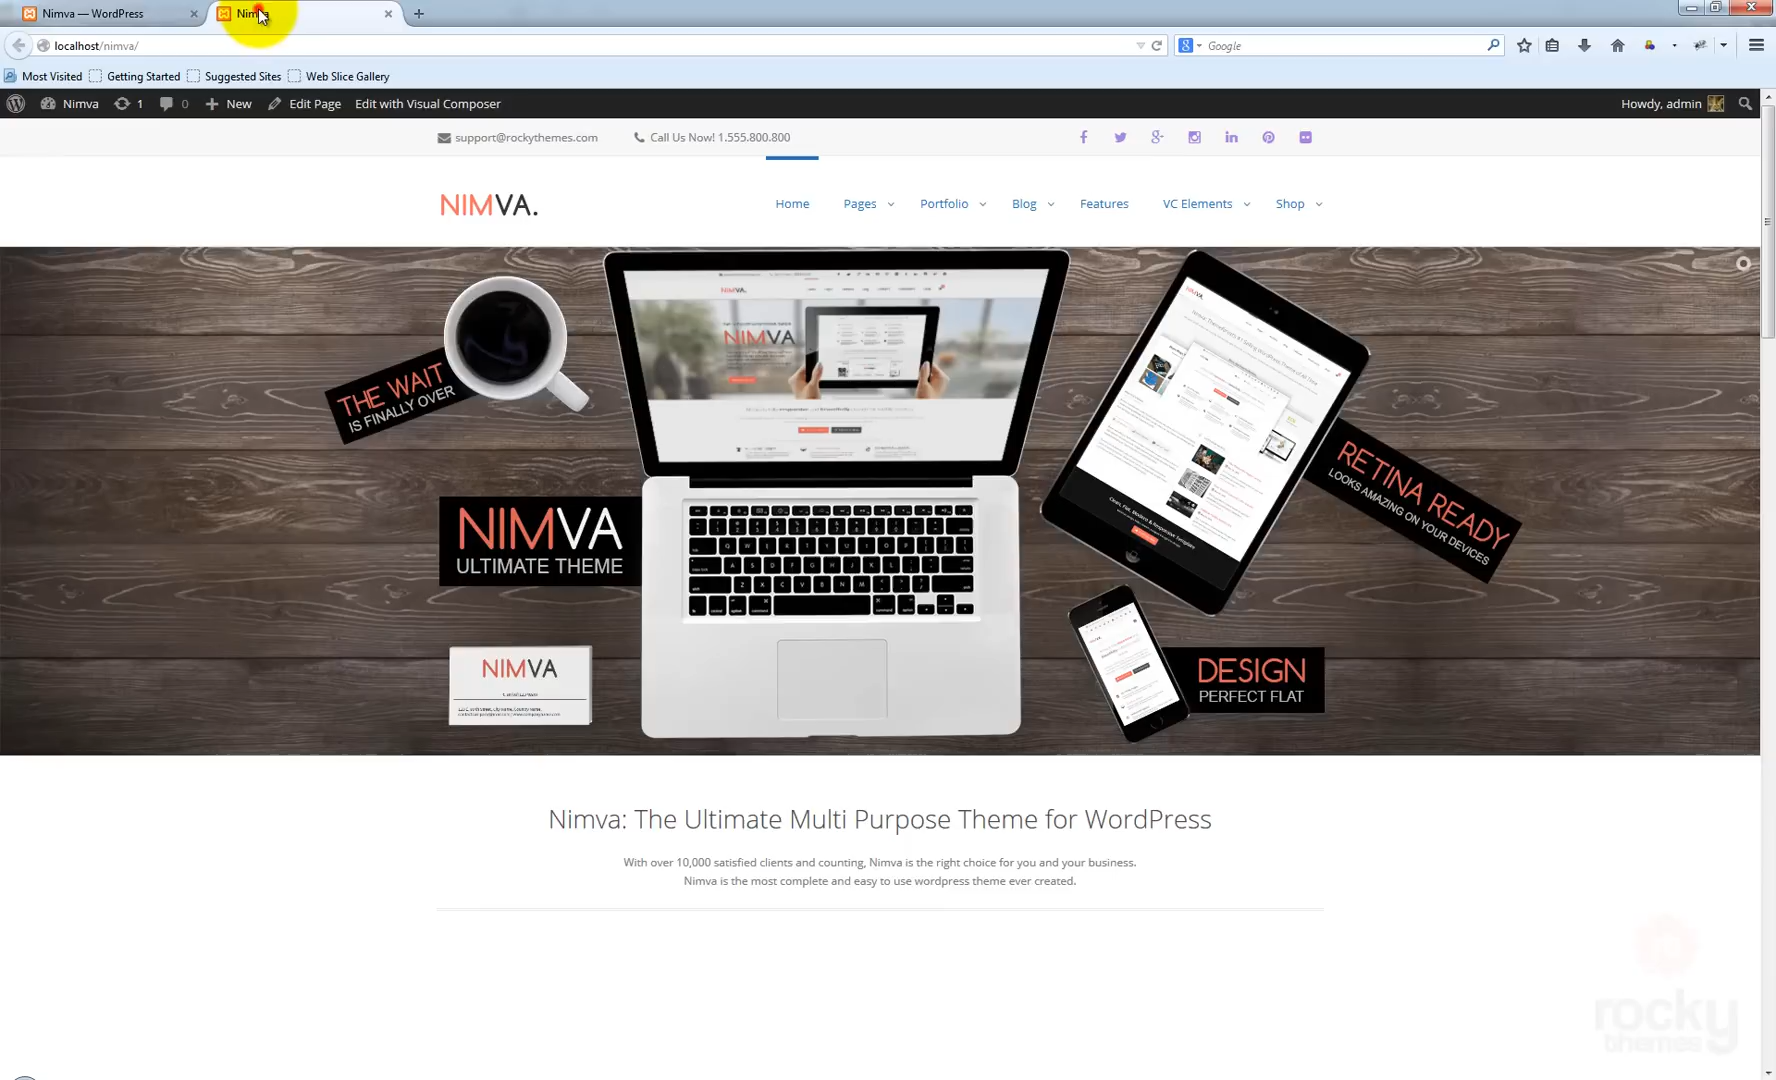 Nimva — WordPress
Nimva
localhost/nimva/
Google
Most Visited
Getting Started
Suggested Sites
Web Slice Gallery
Nimva
1
0
New
Edit Page
Edit with Visual Composer
Howdy, admin
support@rockythemes.com
Call Us Now! 1.555.800.800
NIMVA.
Home
Pages
Portfolio
Blog
Features
VC Elements
Shop
THE WAIT
IS FINALLY OVER
NIMVA
NIMVA
ULTIMATE THEME
RETINA READY
LOOKS AMAZING ON YOUR DEVICES
NIMVA
DESIGN
PERFECT FLAT
Nimva: The Ultimate Multi Purpose Theme for WordPress
With over 10,000 satisfied clients and counting, Nimva is the right choice for you and your business.
Nimva is the most complete and easy to use wordpress theme ever created.
rocky
themes